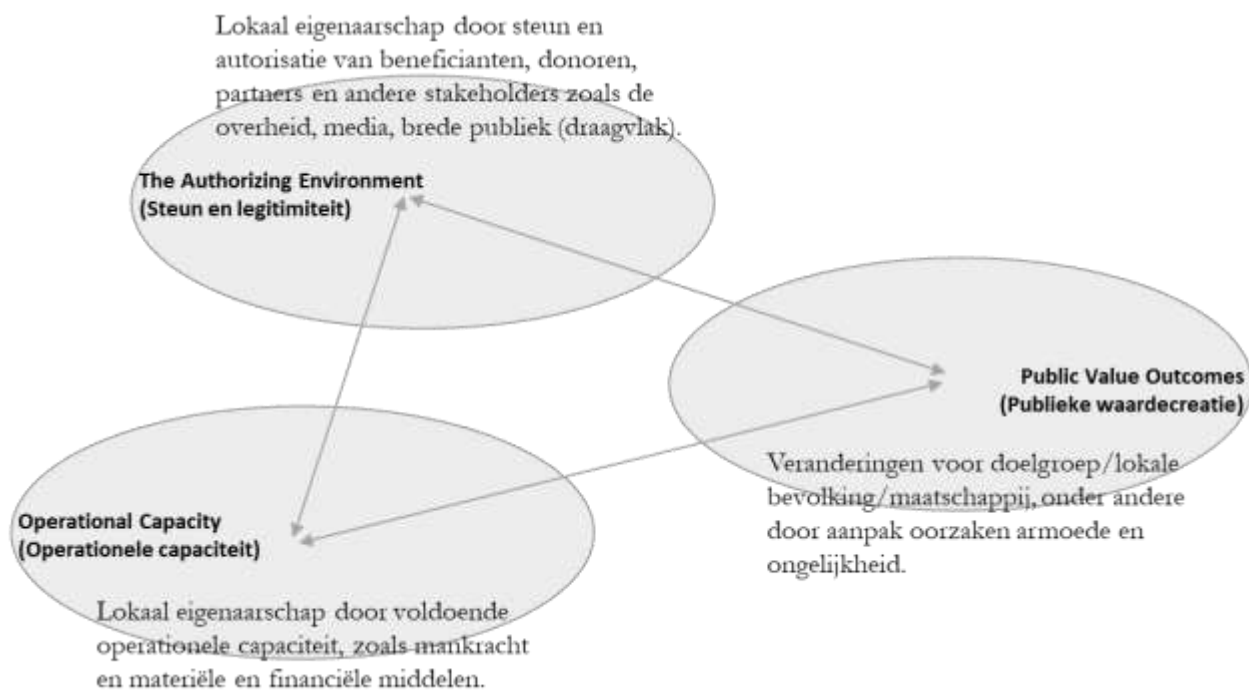 Lokaal eigenaarschap door steun en
autorisatie van beneficianten, donoren,
partners en andere stakeholders zoals de
overheid, media, brede publiek (draagvlak).
The Authorizing Environment
(Steun en legitimiteit)
Public Value Outcomes
(Publieke waardecreatie)
Veranderingen voor doelgroep/lokale
bevolking/maatschappij, onder andere
door aanpak oorzaken armoede en
ongelijkheid.
Operational Capacity
(Operationele capaciteit)
Lokaal eigenaarschap door voldoende
operationele capaciteit, zoals mankracht
en materiële en financiële middelen.